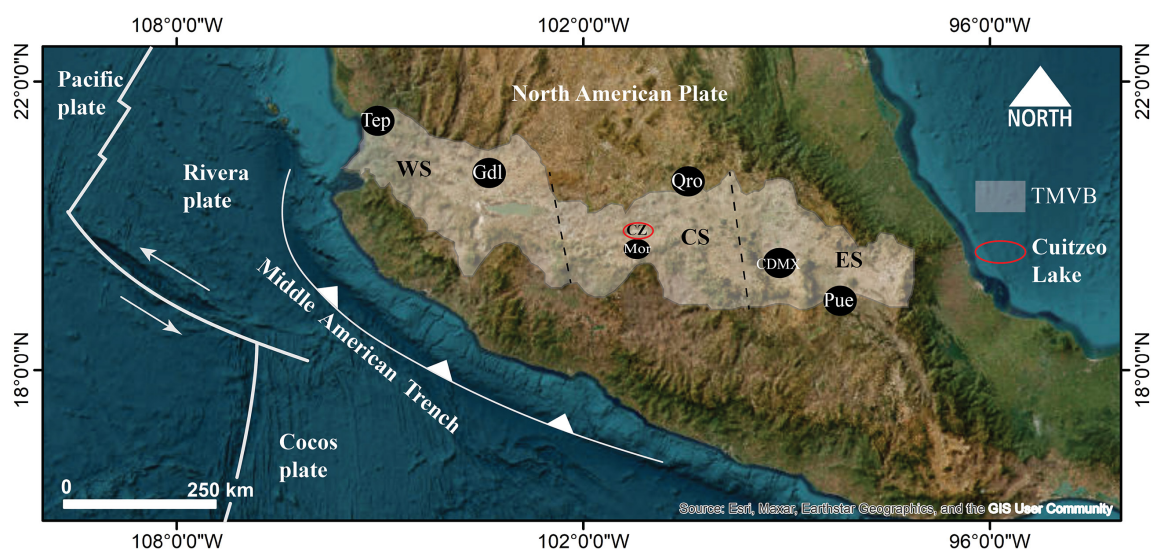 108°0'0"W
102°0'0"W
96°0'0"W
22°0'0"N
22°0'0"N
Pacific
plate
North American Plate
NORTH
Tep
WS
Gdl
Rivera
plate
Qro
TMVB
CZ
Mor
CS
CDMX
ES
Cuitzeo
Lake
Pue
Middle American Trench
18°0'0"N
18°0'0"N
Cocos
plate
0
250 km
Source: Esri, Maxar, Earthstar Geographics, and the GIS User Community
108°0'0"W
102°0'0"W
96°0'0"W